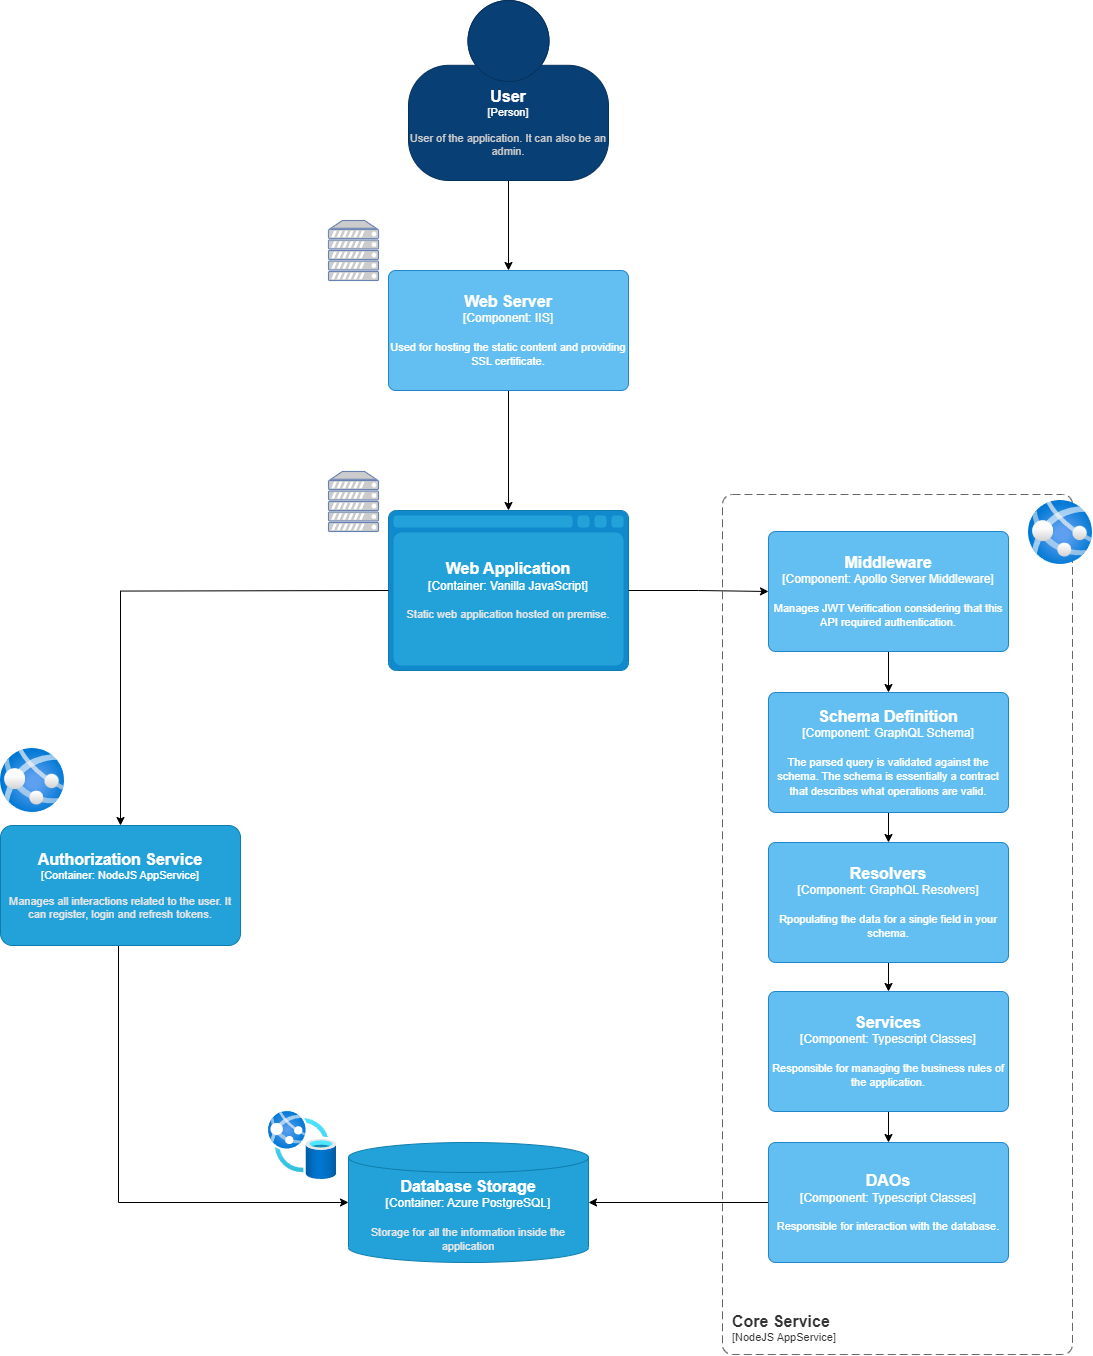 User
[Person]
User of the application. It can also be an
admin.
Web Server
[Component: IIS]
Used for hosting the static content and providing
SSL certificate.
Web Application
[Container: Vanilla JavaScript]
Static web application hosted on premise.
Middleware
[Component: Apollo Server Middleware]
Manages JWT Verification considering that this
API required authentication.
Schema Definition
[Component: GraphQL Schema]
The parsed query is validated against the
schema. The schema is essentially a contract
that describes what operations are valid.
Authorization Service
[Container: NodeJS AppService]
Manages all interactions related to the user. It
can register, login and refresh tokens.
Resolvers
[Component: GraphQL Resolvers]
Rpopulating the data for a single field in your
schema.
Services
[Component: Typescript Classes]
Responsible for managing the business rules of
the application.
Database Storage
[Container: Azure PostgreSQL]
Storage for all the information inside the
application
DAOs
[Component: Typescript Classes]
Responsible for interaction with the database.
Core Service
[NodeJS AppService]